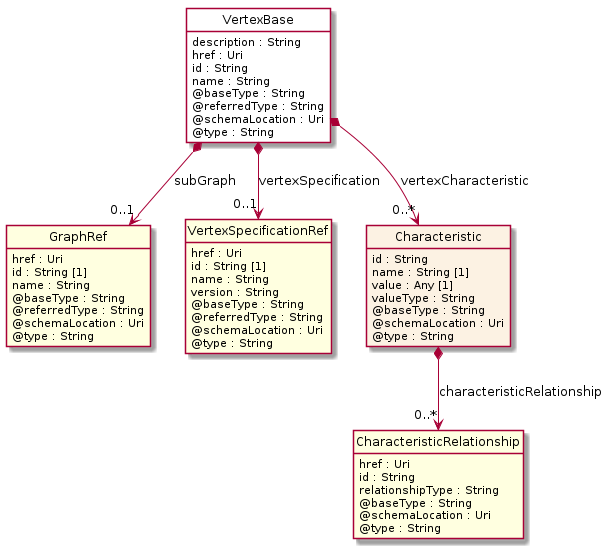 VertexBase
description : String
href : Uri
id : String
name : String
@baseType : String
@referredType : String
@schemaLocation : Uri
@type : String
subGraph
vertexSpecification
vertexCharacteristic
0..1
0..1
0..*
GraphRef
href : Uri
id : String [1]
name : String
@baseType : String
@referredType : String
@schemaLocation : Uri
@type : String
VertexSpecificationRef
href : Uri
id : String [1]
name : String
version : String
@baseType : String
@referredType : String
@schemaLocation : Uri
@type : String
Characteristic
id : String
name : String [1]
value : Any [1]
valueType : String
@baseType : String
@schemaLocation : Uri
@type : String
characteristicRelationship
0..*
CharacteristicRelationship
href : Uri
id : String
relationshipType : String
@baseType : String
@schemaLocation : Uri
@type : String